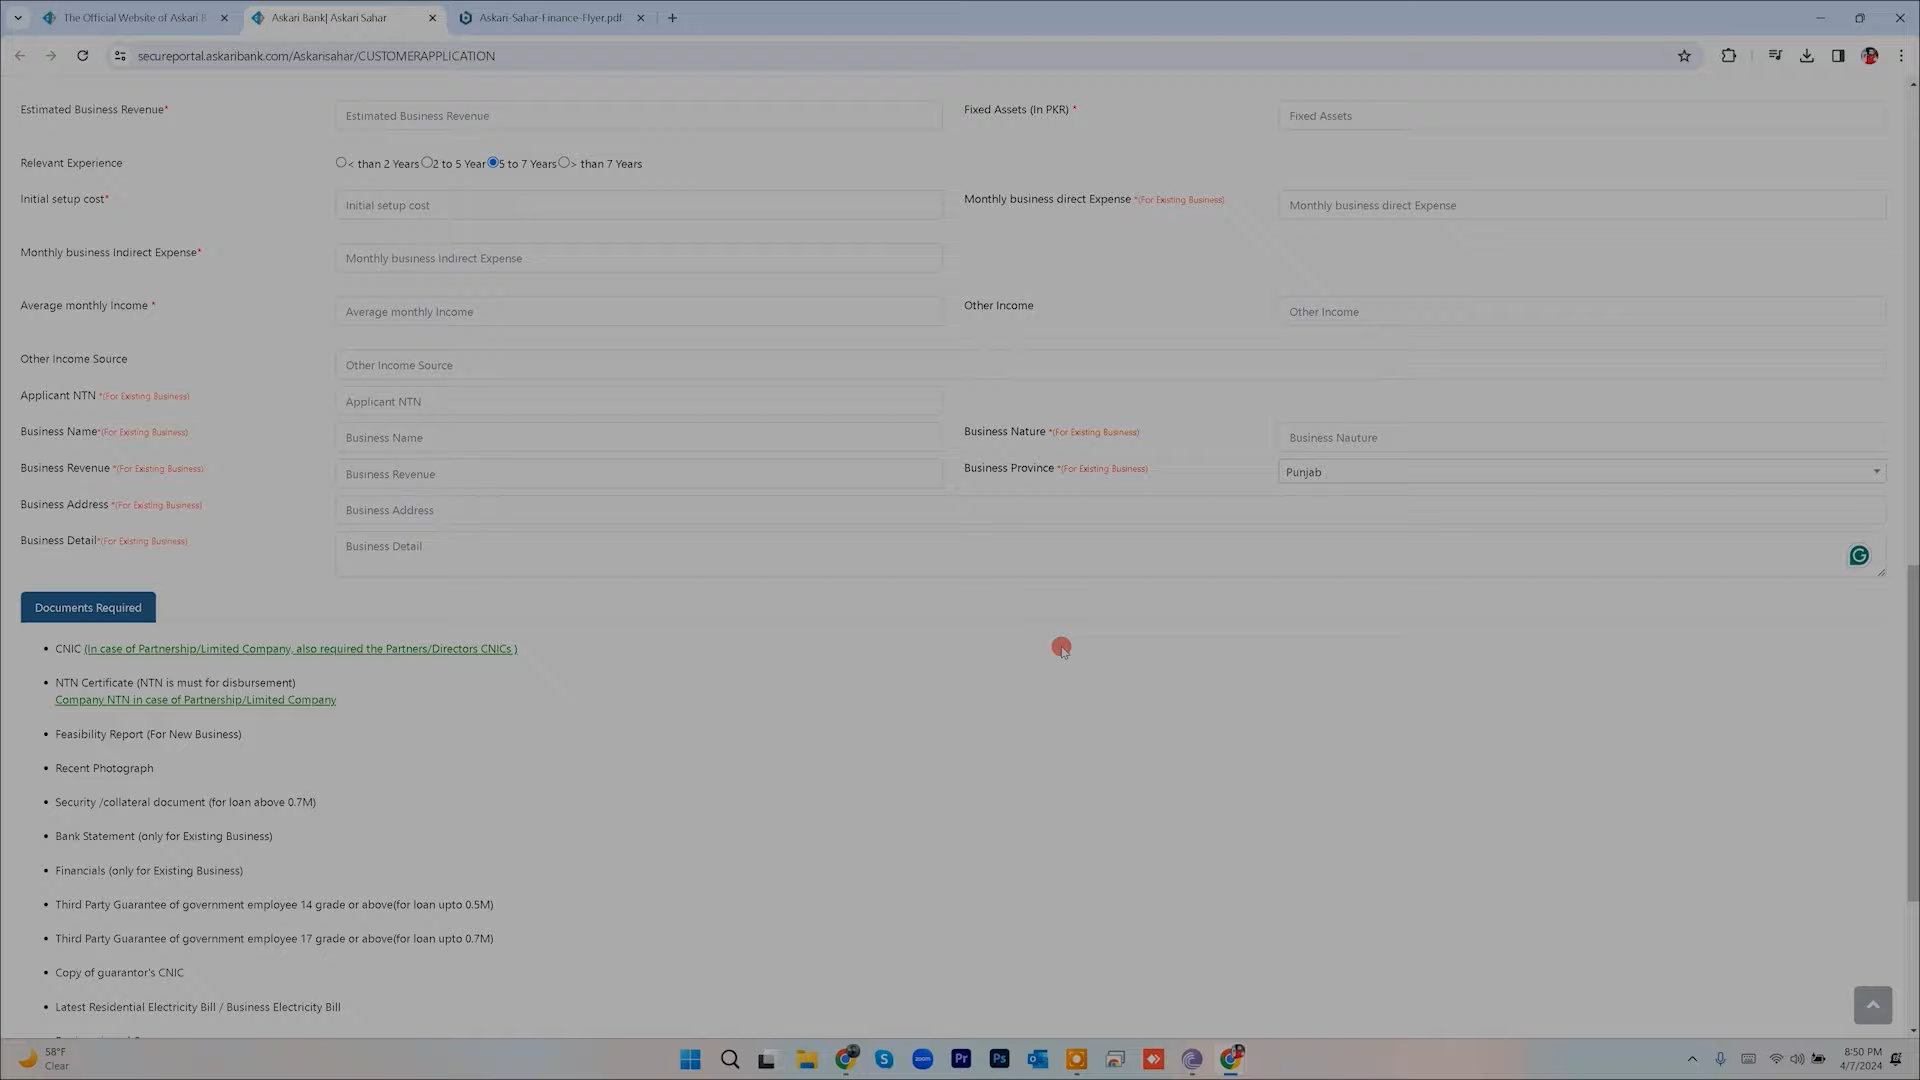 The Official Website of Askari B
Askari Bank| Askari Sahar
Askari-Sahar-Finance-Flyer.pdf
secureportal.askaribank.com/Askarisahar/CUSTOMERAPPLICATION
Estimated Business Revenue* Estimated Business Revenue Fixed Assets (In PKR) * Fixed Assets
Relevant Experience < than 2 Years 2 to 5 Year 5 to 7 Years > than 7 Years
Initial setup cost* Initial setup cost Monthly business direct Expense *(For Existing Business) Monthly business direct Expense
Monthly business Indirect Expense* Monthly business Indirect Expense
Average monthly Income * Average monthly Income Other Income Other Income
Other Income Source Other Income Source
Applicant NTN *(For Existing Business) Applicant NTN
Business Name*(For Existing Business) Business Name Business Nature *(For Existing Business) Business Nauture
Business Revenue *(For Existing Business) Business Revenue Business Province *(For Existing Business) Punjab
Business Address *(For Existing Business) Business Address
Business Detail*(For Existing Business) Business Detail
Documents Required
• CNIC (In case of Partnership/Limited Company, also required the Partners/Directors CNICs )
• NTN Certificate (NTN is must for disbursement)
Company NTN in case of Partnership/Limited Company
• Feasibility Report (For New Business)
• Recent Photograph
• Security /collateral document (for loan above 0.7M)
• Bank Statement (only for Existing Business)
• Financials (only for Existing Business)
• Third Party Guarantee of government employee 14 grade or above(for loan upto 0.5M)
• Third Party Guarantee of government employee 17 grade or above(for loan upto 0.7M)
• Copy of guarantor's CNIC
• Latest Residential Electricity Bill / Business Electricity Bill
58°F
Clear
zoom
Pr
Ps
8:50 PM
4/7/2024